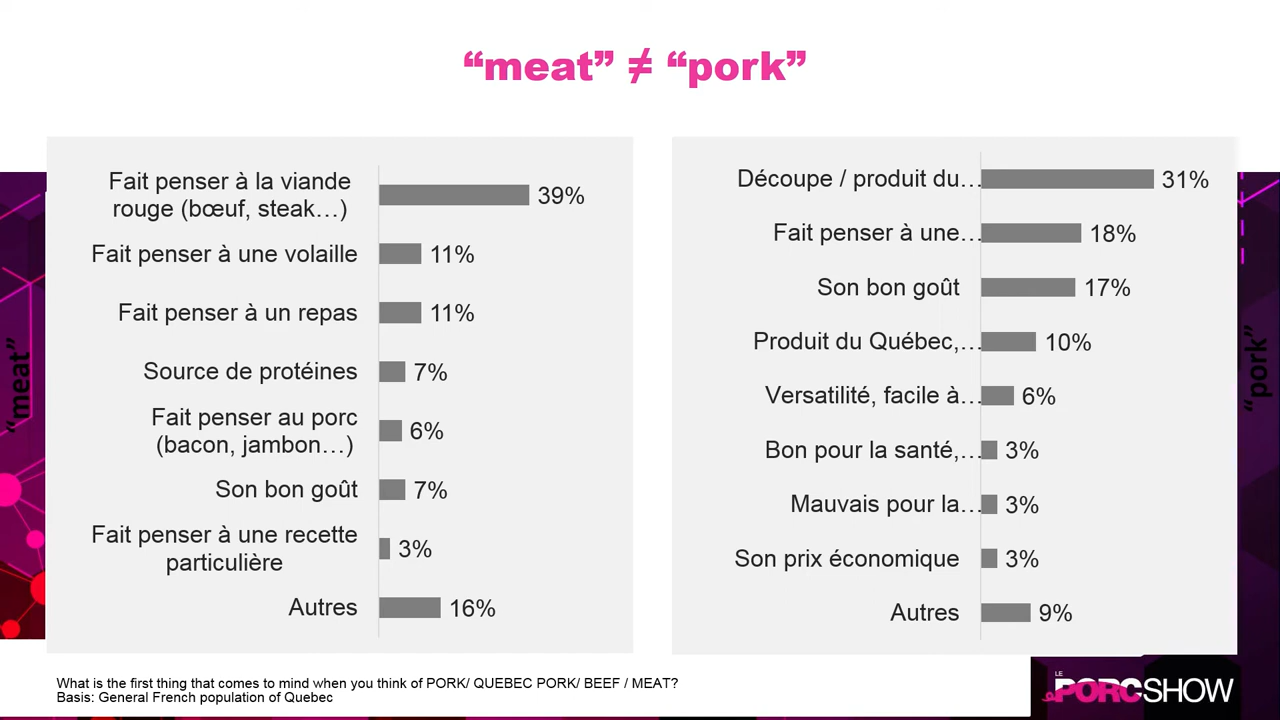 “meat” ≠ “pork”
Fait penser à la viande
rouge (bœuf, steak…)
39%
Fait penser à une volaille
11%
Fait penser à un repas
11%
Source de protéines
7%
Fait penser au porc
(bacon, jambon…)
6%
Son bon goût
7%
Fait penser à une recette
particulière
3%
Autres
16%
“meat”
Découpe / produit du…
31%
Fait penser à une…
18%
Son bon goût
17%
Produit du Québec,…
10%
Versatilité, facile à…
6%
Bon pour la santé,…
3%
Mauvais pour la…
3%
Son prix économique
3%
Autres
9%
“pork”
What is the first thing that comes to mind when you think of PORK/ QUEBEC PORK/ BEEF / MEAT?
Basis: General French population of Quebec
LE
PORCSHOW